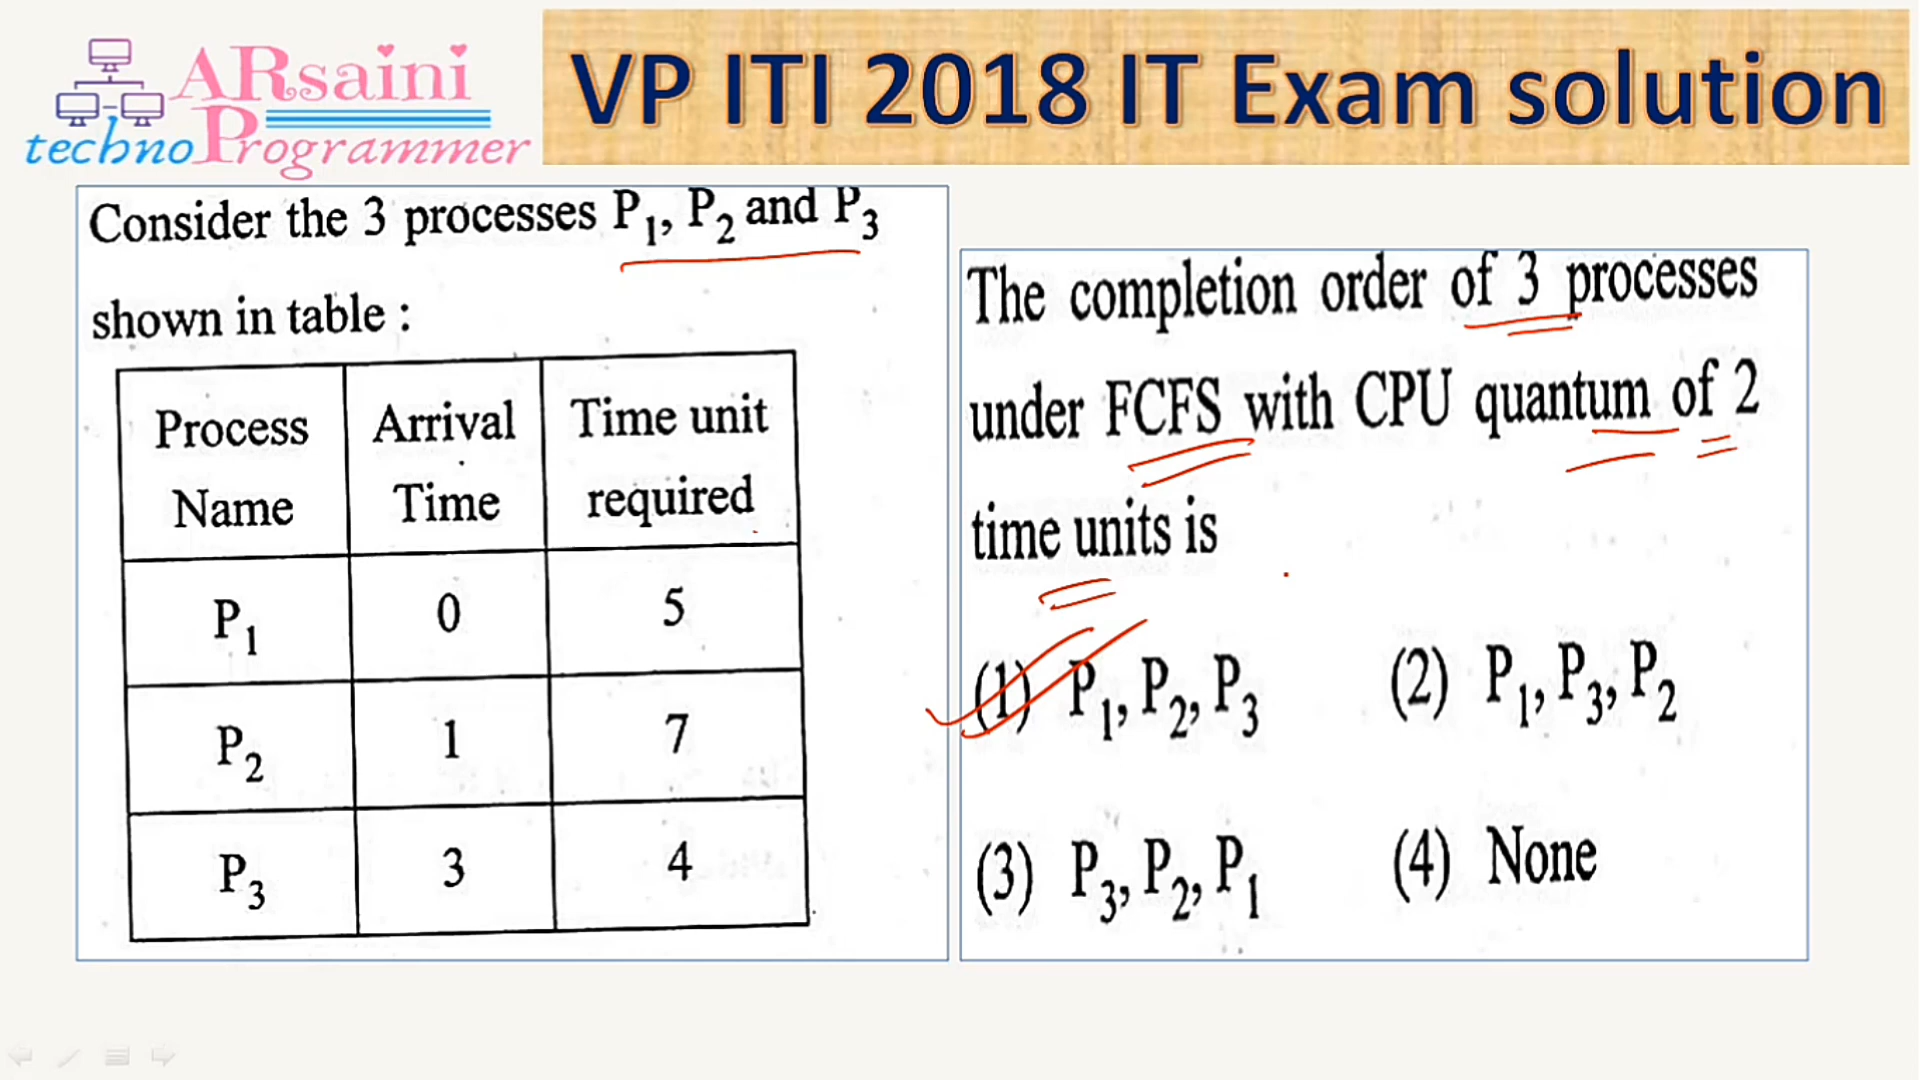 ARsaini
techno Programmer
VP ITI 2018 IT Exam solution
Consider the 3 processes P₁, P₂ and P₃
shown in table :
Process Name | Arrival Time | Time unit required
P₁ | 0 | 5
P₂ | 1 | 7
P₃ | 3 | 4
The completion order of 3 processes
under FCFS with CPU quantum of 2
time units is
(1) P₁, P₂, P₃ (2) P₁, P₃, P₂
(3) P₃, P₂, P₁ (4) None